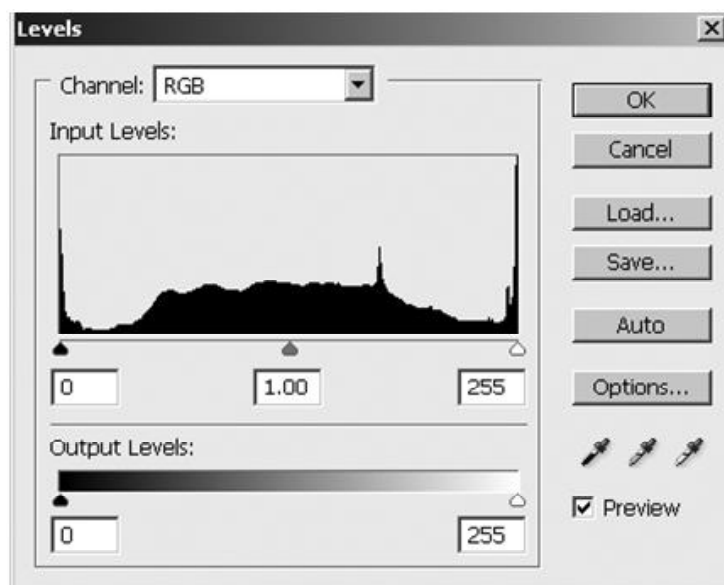 Levels
Channel: RGB
Input Levels:
0 1.00 255
Output Levels:
0 255
OK
Cancel
Load...
Save...
Auto
Options...
Preview